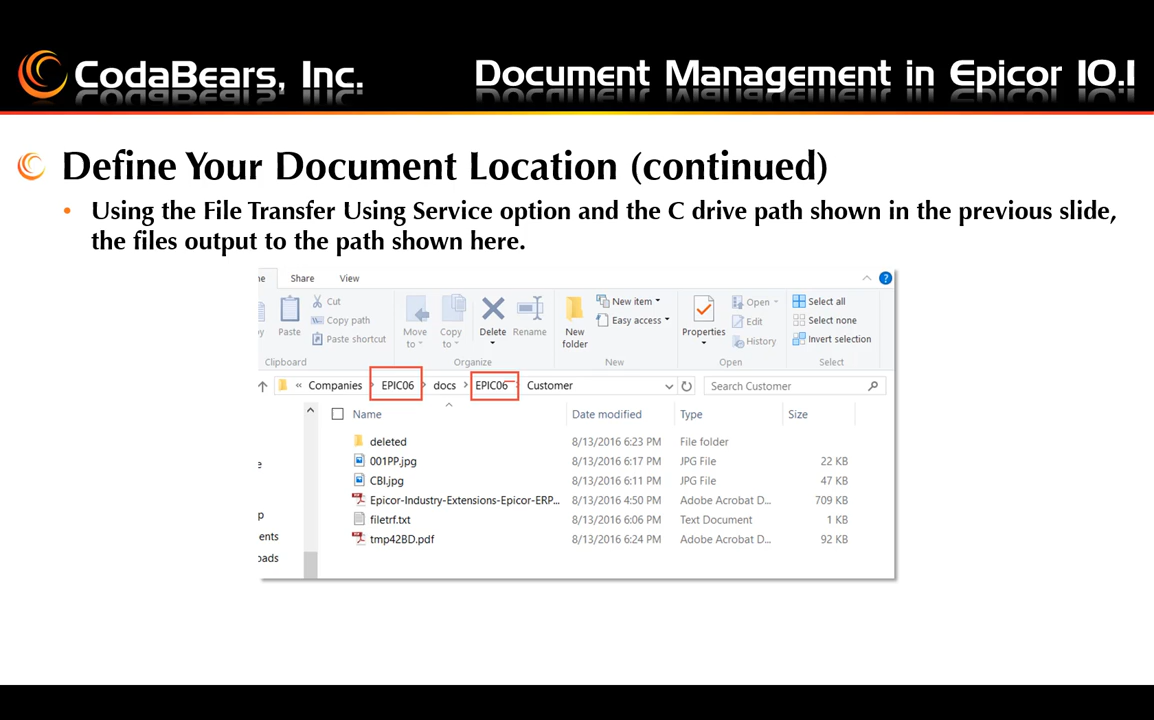 CodaBears, Inc.
Document Management in Epicor 10.1
Define Your Document Location (continued)
• Using the File Transfer Using Service option and the C drive path shown in the previous slide,
the files output to the path shown here.
Share View
Cut
Copy path
Paste shortcut
Paste
Clipboard
Move to
Copy to
Delete
Rename
Organize
New folder
New item
Easy access
New
Properties
Open
Edit
History
Open
Select all
Select none
Invert selection
Select
« Companies › EPIC06 › docs › EPIC06 › Customer
Search Customer
Name Date modified Type Size
deleted 8/13/2016 6:23 PM File folder
001PP.jpg 8/13/2016 6:17 PM JPG File 22 KB
CBI.jpg 8/13/2016 6:11 PM JPG File 47 KB
Epicor-Industry-Extensions-Epicor-ERP... 8/13/2016 4:50 PM Adobe Acrobat D... 709 KB
filetrf.txt 8/13/2016 6:06 PM Text Document 1 KB
tmp42BD.pdf 8/13/2016 6:24 PM Adobe Acrobat D... 92 KB